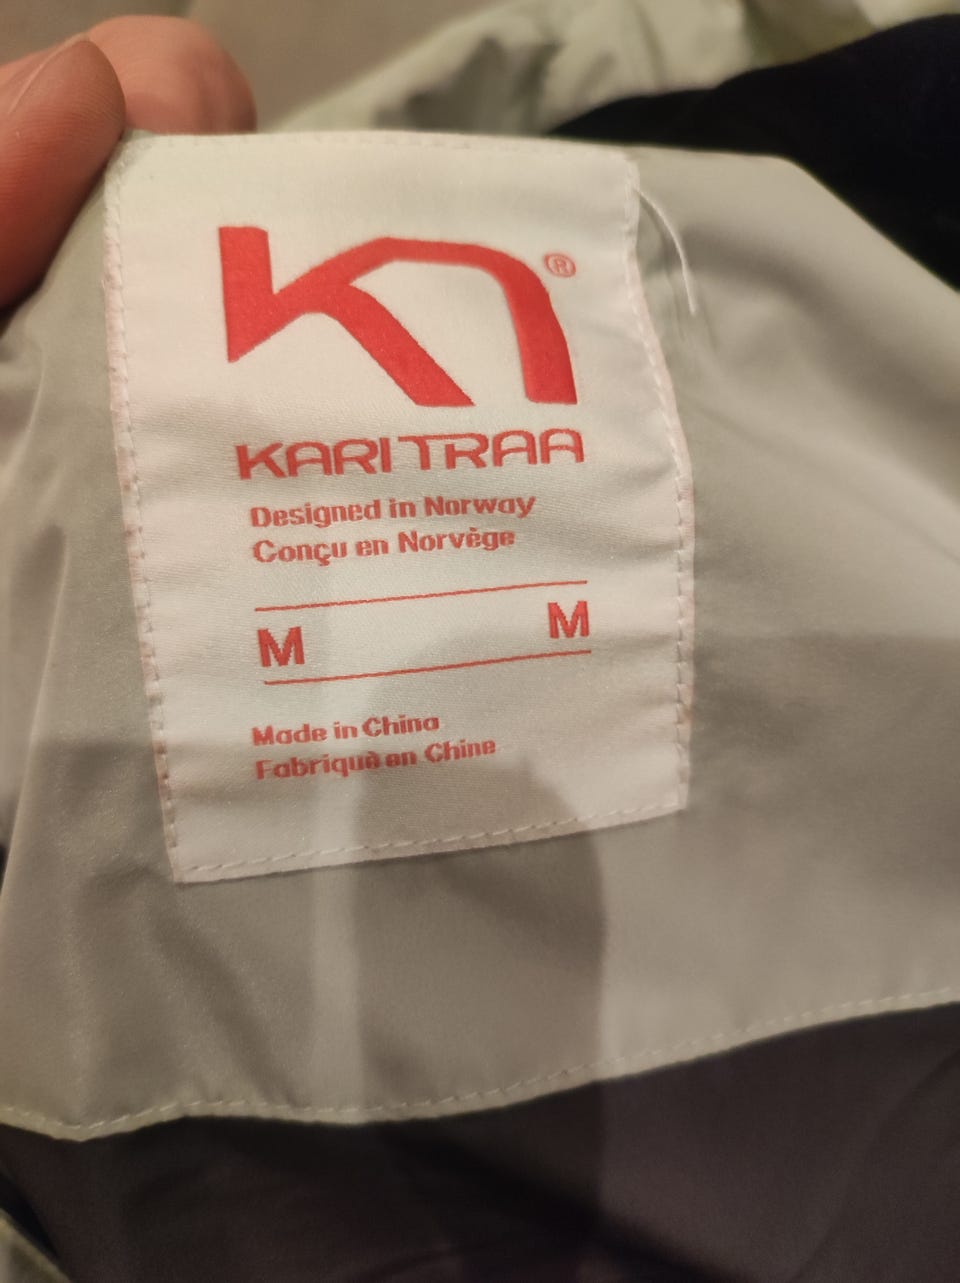 ®
KARI TRAA
Designed in Norway
Conçu en Norvège
M M
Made in China
Fabriquè en Chine